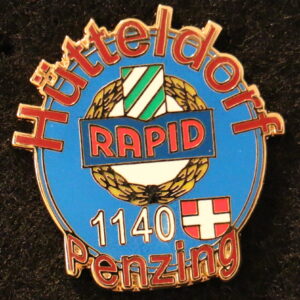 Hütteldorf
RAPID
1140
Penzing